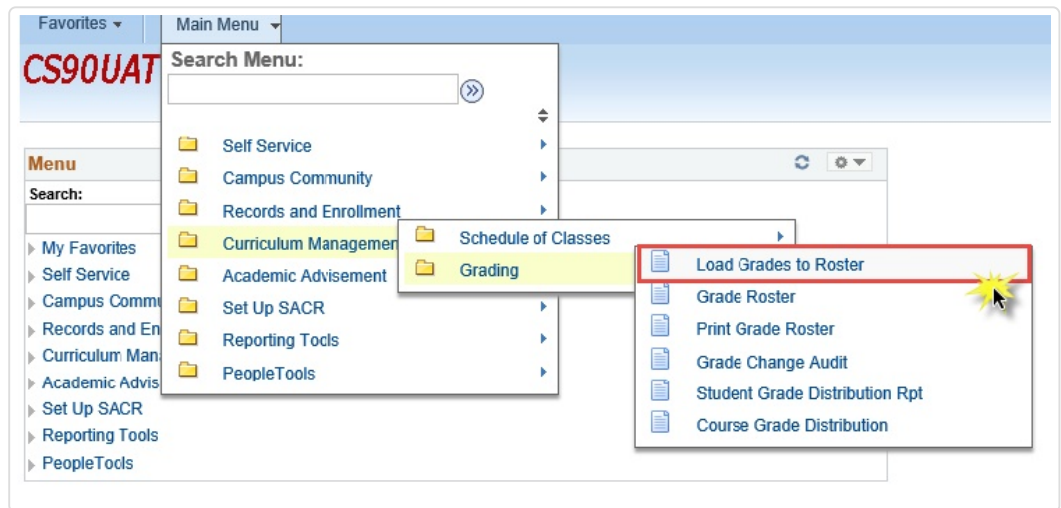 Favorites
Main Menu
CS90UAT
Search Menu:
Self Service
Campus Community
Records and Enrollment
Curriculum Managemen
Academic Advisement
Set Up SACR
Reporting Tools
PeopleTools
Schedule of Classes
Grading
Load Grades to Roster
Grade Roster
Print Grade Roster
Grade Change Audit
Student Grade Distribution Rpt
Course Grade Distribution
Menu
Search:
My Favorites
Self Service
Campus Commu
Records and En
Curriculum Man
Academic Advis
Set Up SACR
Reporting Tools
PeopleTools